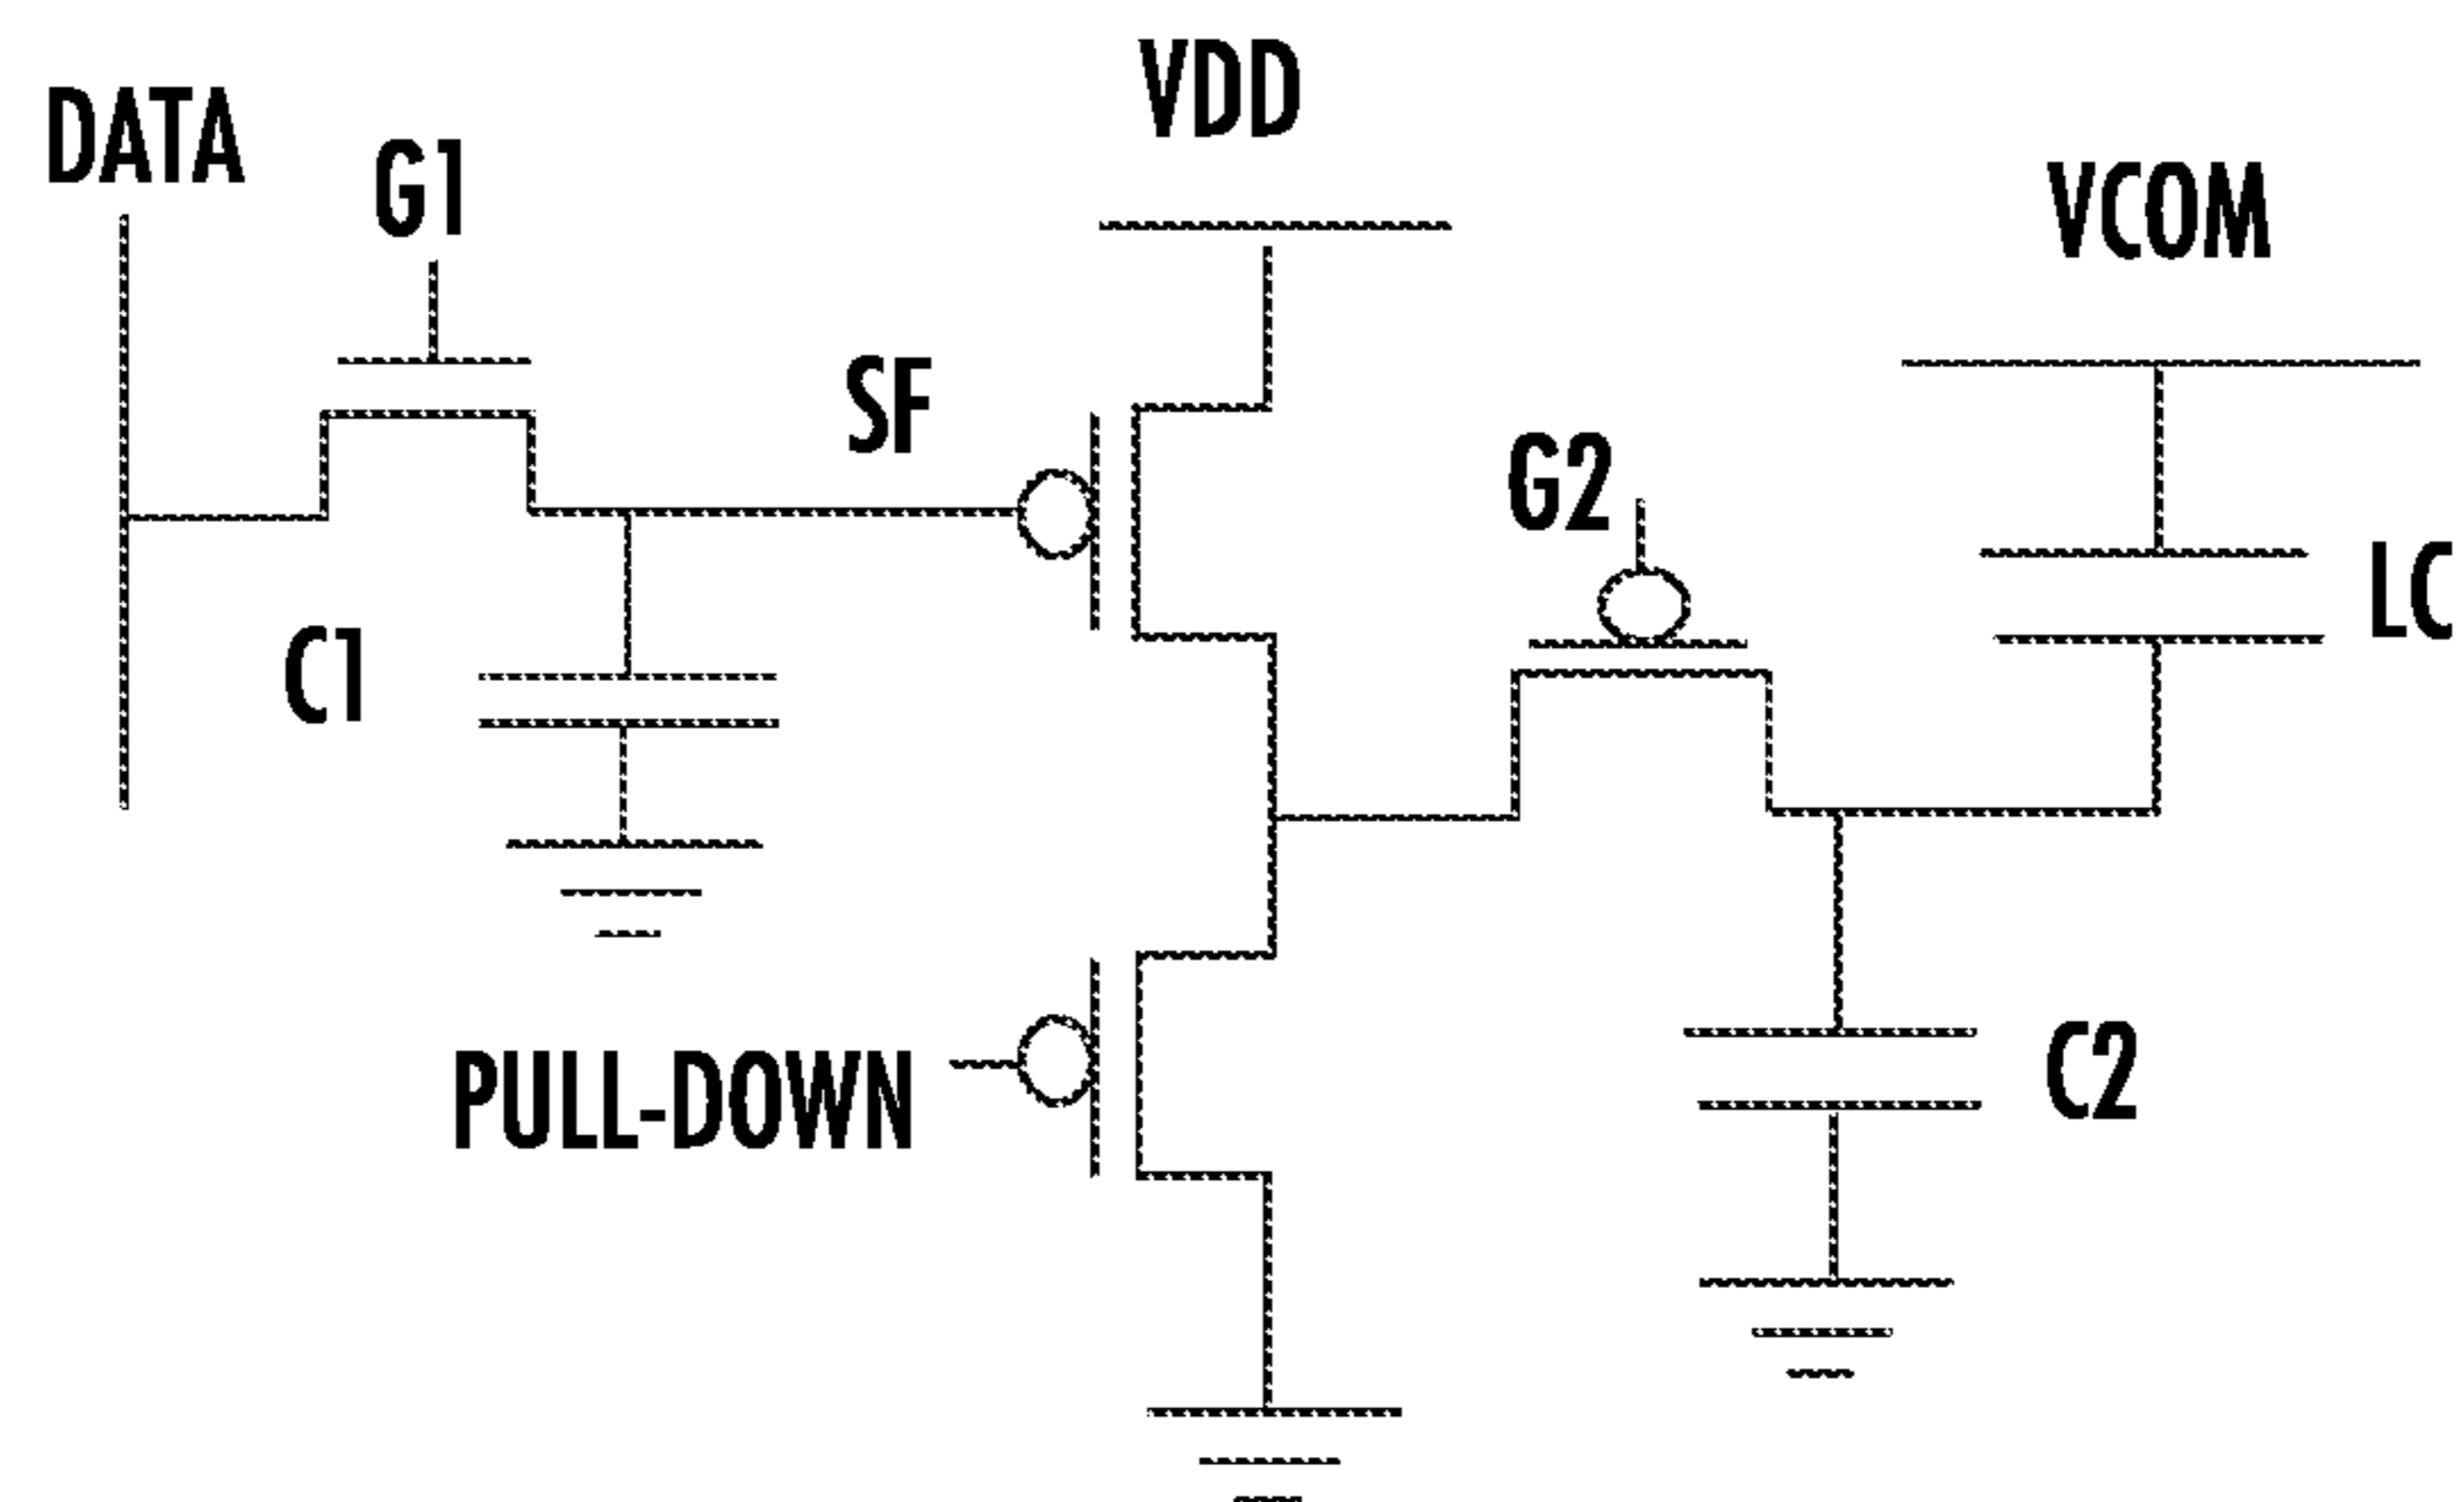 DATA
G1
VDD
VCOM
SF
G2
LC
C1
PULL-DOWN
C2